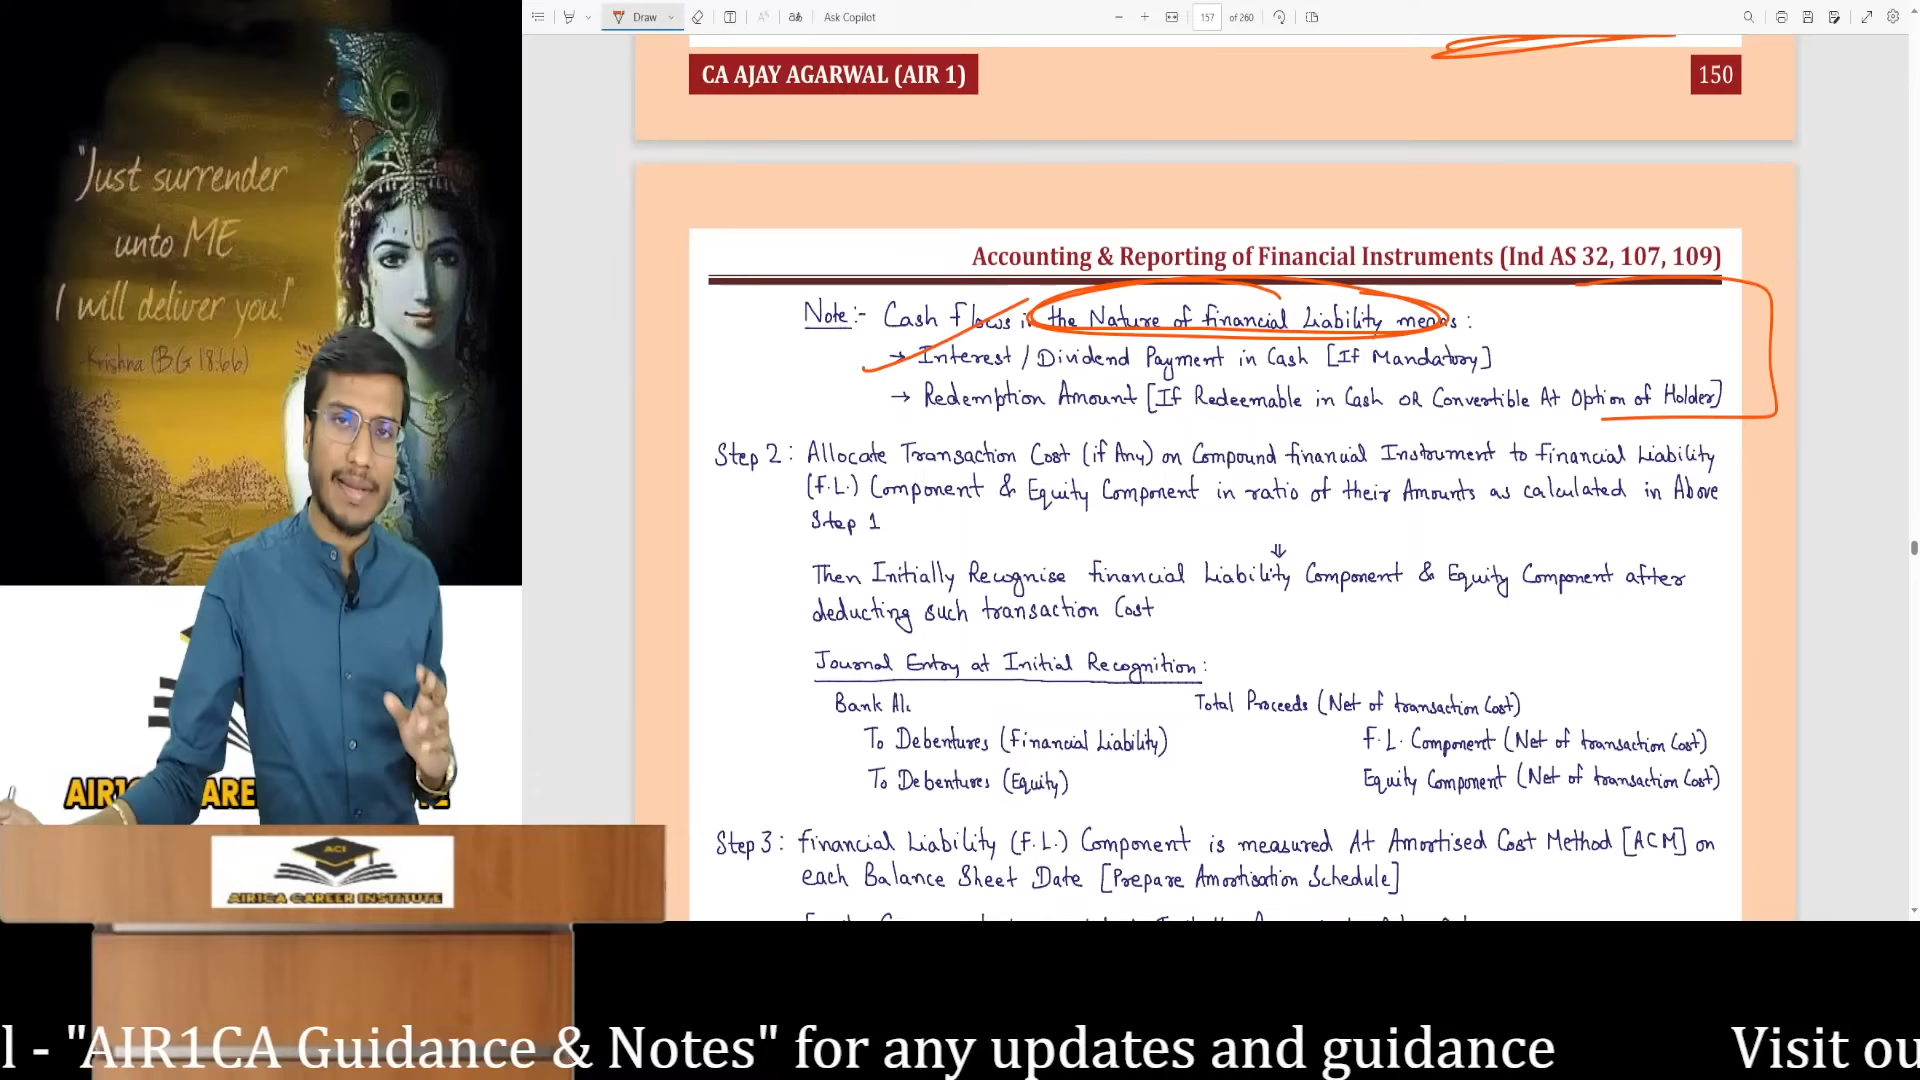 Draw
Ask Copilot
157
of 260
CA AJAY AGARWAL (AIR 1)
150
"Just surrender
unto ME
I will deliver you!"
-Krishna (B.G 18.66)
Accounting & Reporting of Financial Instruments (Ind AS 32, 107, 109)
Note:- Cash Flows in the Nature of Financial Liability means:
→ Interest / Dividend Payment in Cash [If Mandatory]
→ Redemption Amount [If Redeemable in Cash OR Convertible At Option of Holder]
Step 2: Allocate Transaction Cost (if Any) on Compound Financial Instrument to Financial Liability
(F.L.) Component & Equity Component in ratio of their Amounts as calculated in Above
Step 1
⇓
Then Initially Recognise Financial Liability Component & Equity Component after
deducting such transaction Cost
Journal Entry at Initial Recognition:
Bank A/c Total Proceeds (Net of transaction Cost)
To Debentures (Financial Liability) F.L. Component (Net of transaction Cost)
To Debentures (Equity) Equity Component (Net of transaction Cost)
Step 3: Financial Liability (F.L.) Component is measured At Amortised Cost Method [ACM] on
each Balance Sheet Date [Prepare Amortisation Schedule]
ACI
AIR1CA CAREER INSTITUTE
l - "AIR1CA Guidance & Notes" for any updates and guidance Visit ou